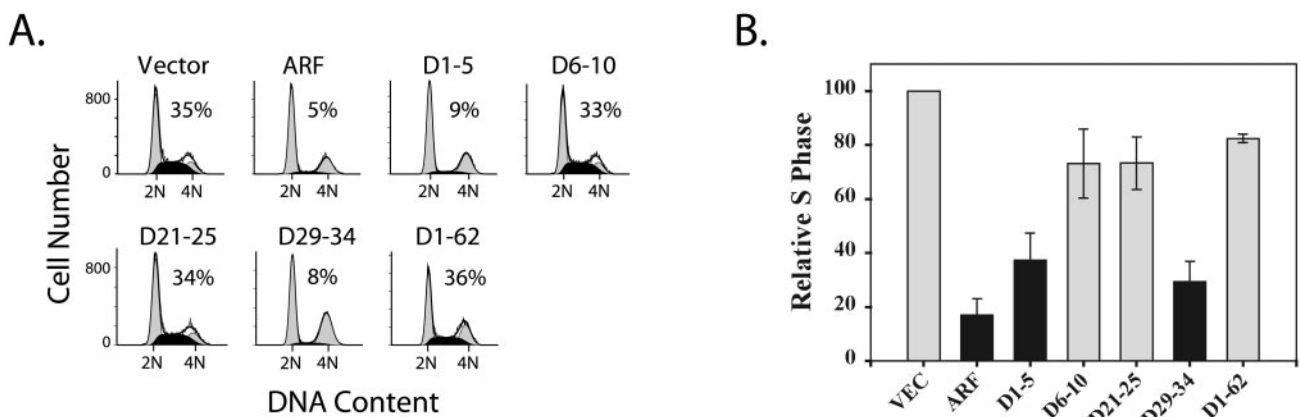 A.
Vector ARF D1-5 D6-10
800
35% 5% 9% 33%
0
2N 4N 2N 4N 2N 4N 2N 4N
Cell Number
D21-25 D29-34 D1-62
800
34% 8% 36%
0
2N 4N 2N 4N 2N 4N
DNA Content
B.
Relative S Phase
100
80
60
40
20
0
VEC ARF D1-5 D6-10 D21-25 D29-34 D1-62